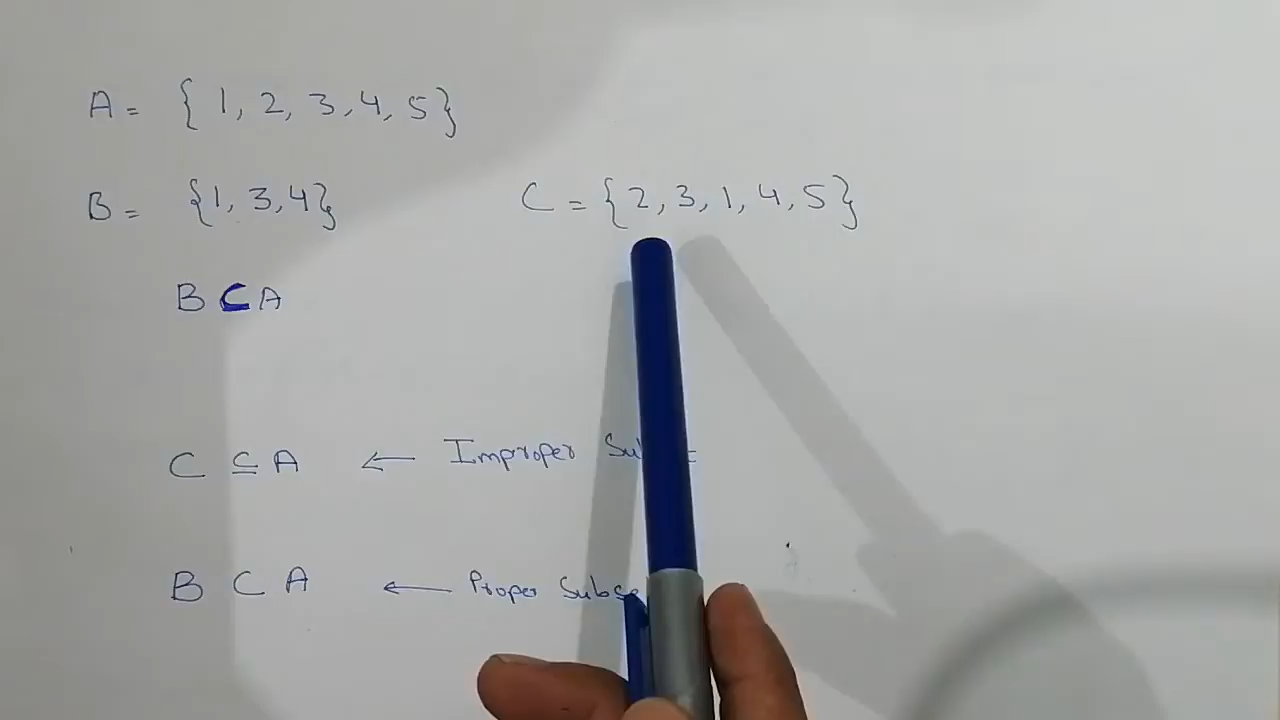 A = { 1, 2, 3, 4, 5}
B = {1, 3, 4}
C = {2, 3, 1, 4, 5}
B ⊂ A
C ⊆ A ← Improper
B ⊂ A ← Proper